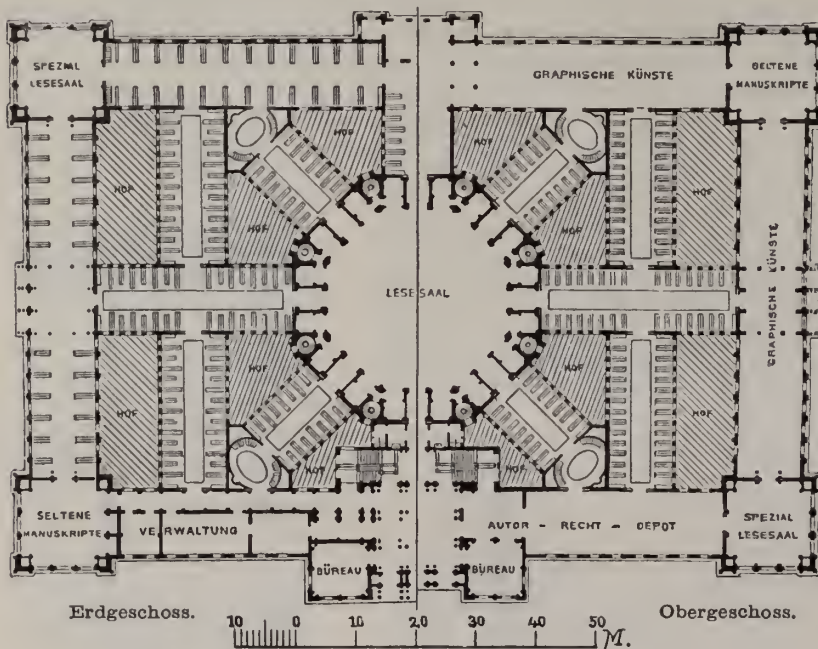 SPEZIAL
LESESAAL
GRAPHISCHE KÜNSTE
SELTENE
MANUSKRIPTE
HOF
HOF
HOF
HOF
HOF
HOF
LESESAAL
GRAPHISCHE KÜNSTE
HOF
HOF
HOF
HOF
HOF
HOF
SELTENE
MANUSKRIPTE
VERWALTUNG
BÜREAU
AUTOR - RECHT - DEPOT
BÜREAU
SPEZIAL
LESESAAL
Erdgeschoss.
Obergeschoss.
10 0 10 20 30 40 50 M.